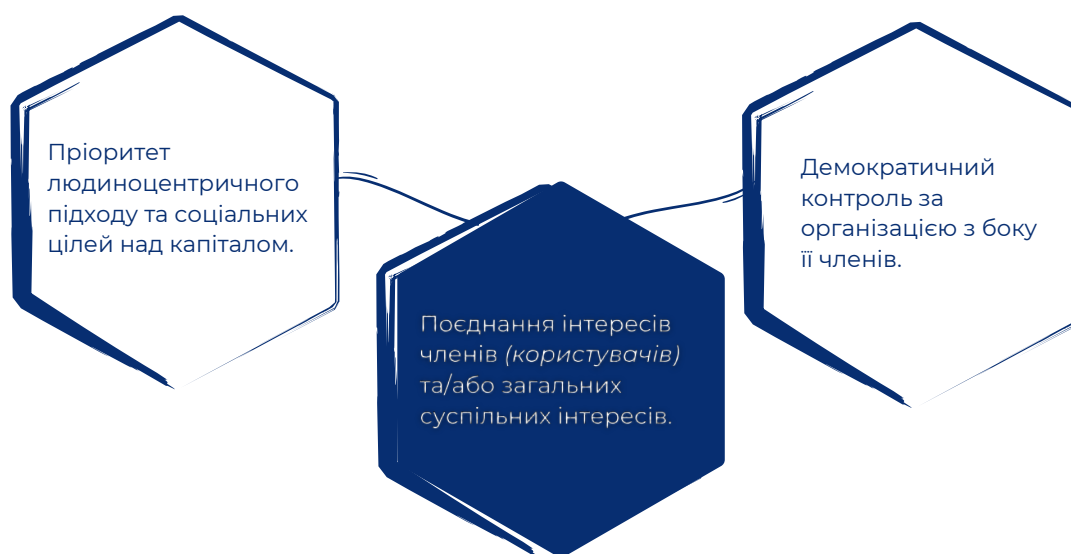 Пріоритет
людиноцентричного
підходу та соціальних
цілей над капіталом.
Поєднання інтересів
членів (користувачів)
та/або загальних
суспільних інтересів.
Демократичний
контроль за
організацією з боку
її членів.